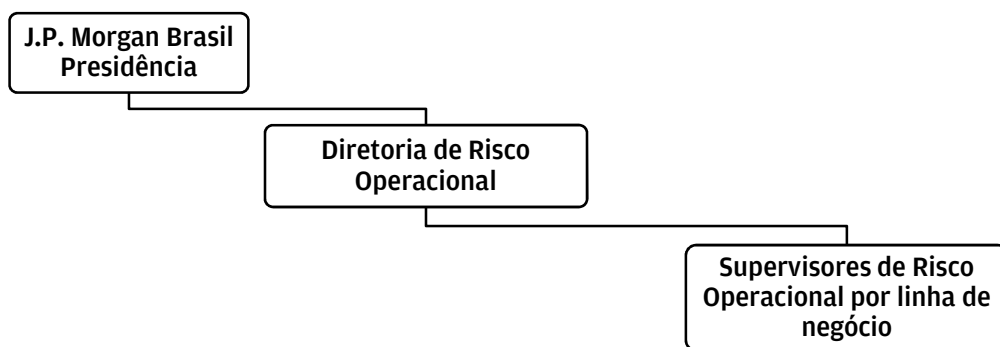 J.P. Morgan Brasil
Presidência
Diretoria de Risco
Operacional
Supervisores de Risco
Operacional por linha de
negócio